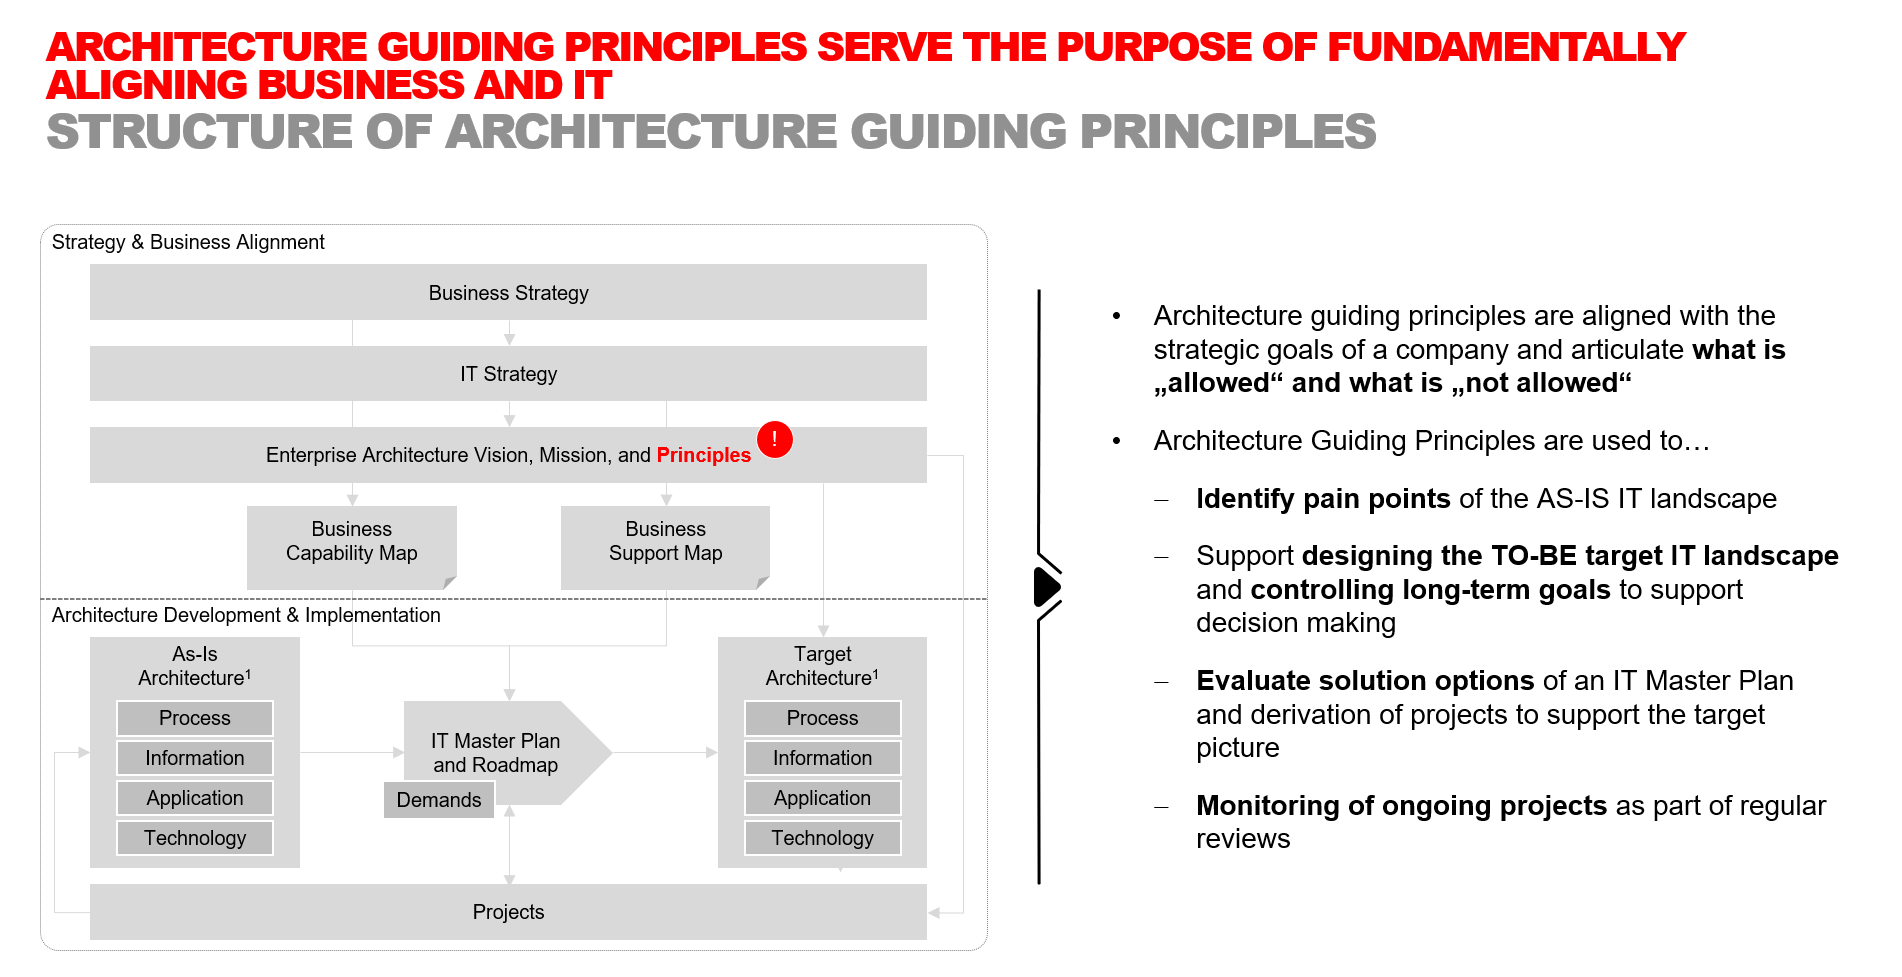 ARCHITECTURE GUIDING PRINCIPLES SERVE THE PURPOSE OF FUNDAMENTALLY
ALIGNING BUSINESS AND IT
STRUCTURE OF ARCHITECTURE GUIDING PRINCIPLES
Strategy & Business Alignment
Business Strategy
IT Strategy
Enterprise Architecture Vision, Mission, and Principles
!
Business
Capability Map
Business
Support Map
Architecture Development & Implementation
As-Is
Architecture¹
Process
Information
Application
Technology
IT Master Plan
and Roadmap
Demands
Target
Architecture¹
Process
Information
Application
Technology
Projects
• Architecture guiding principles are aligned with the
strategic goals of a company and articulate what is
„allowed“ and what is „not allowed“
• Architecture Guiding Principles are used to…
– Identify pain points of the AS-IS IT landscape
– Support designing the TO-BE target IT landscape
and controlling long-term goals to support
decision making
– Evaluate solution options of an IT Master Plan
and derivation of projects to support the target
picture
– Monitoring of ongoing projects as part of regular
reviews